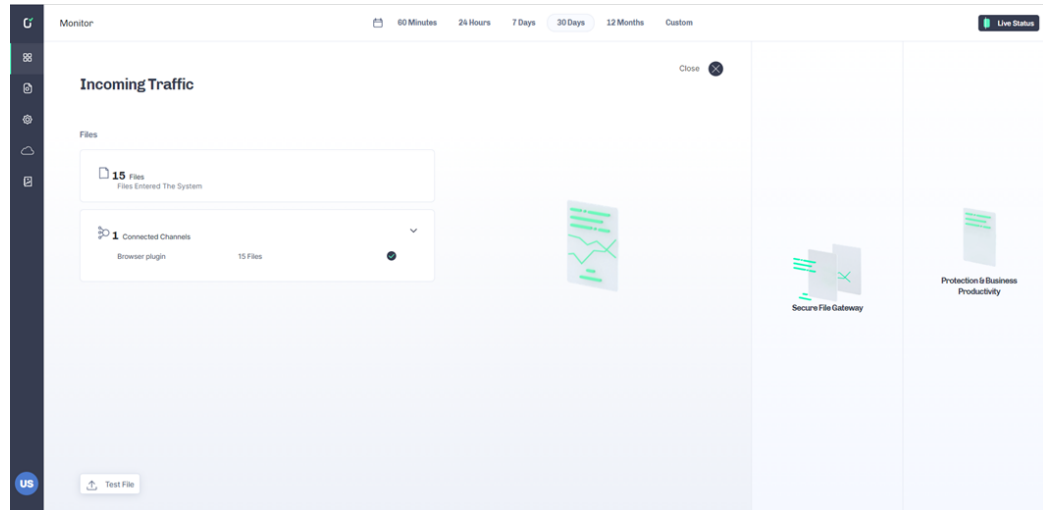 Monitor
60 Minutes
24 Hours
7 Days
30 Days
12 Months
Custom
Live Status
Close
Incoming Traffic
Files
15 Files
Files Entered The System
1 Connected Channels
Browser plugin
15 Files
Secure File Gateway
Protection & Business
Productivity
US
Test File